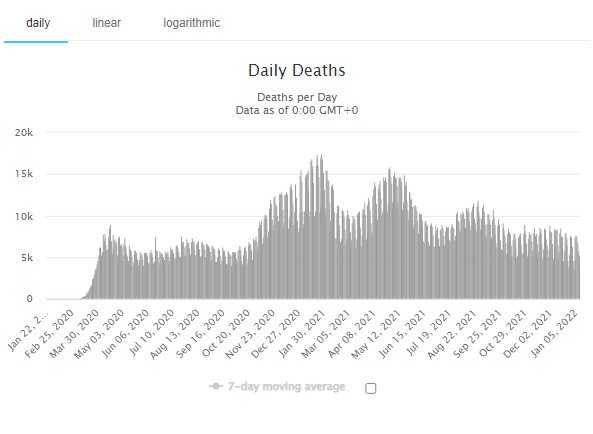 daily linear logarithmic
Daily Deaths
Deaths per Day
Data as of 0:00 GMT+0
20k
15k
10k
5k
0
Jan 22, 2...
Feb 25, 2020
Mar 30, 2020
May 03, 2020
Jun 06, 2020
Jul 10, 2020
Aug 13, 2020
Sep 16, 2020
Oct 20, 2020
Nov 23, 2020
Dec 27, 2020
Jan 30, 2021
Mar 05, 2021
Apr 08, 2021
May 12, 2021
Jun 15, 2021
Jul 19, 2021
Aug 22, 2021
Sep 25, 2021
Oct 29, 2021
Dec 02, 2021
Jan 05, 2022
7-day moving average